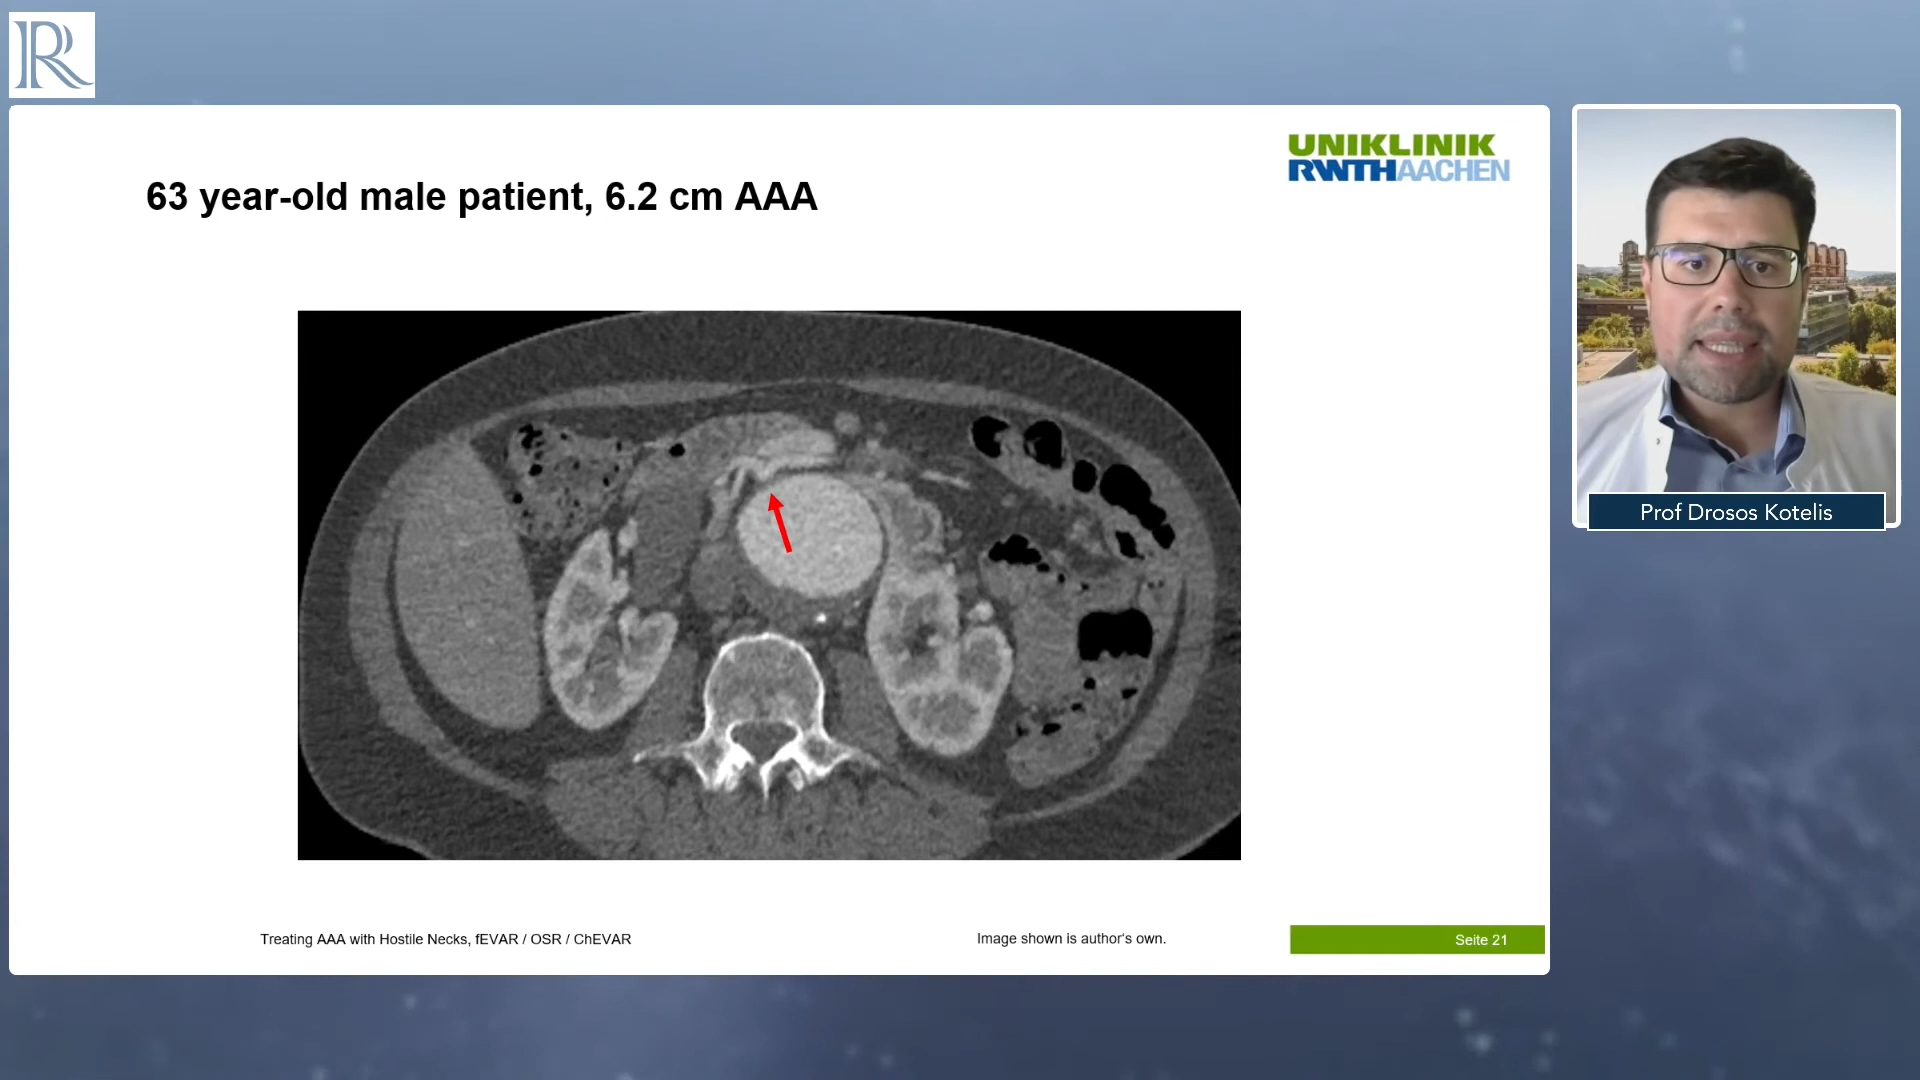 R
UNIKLINIK
RWTHAACHEN
63 year-old male patient, 6.2 cm AAA
Prof Drosos Kotelis
Treating AAA with Hostile Necks, fEVAR / OSR / ChEVAR
Image shown is author's own.
Seite 21